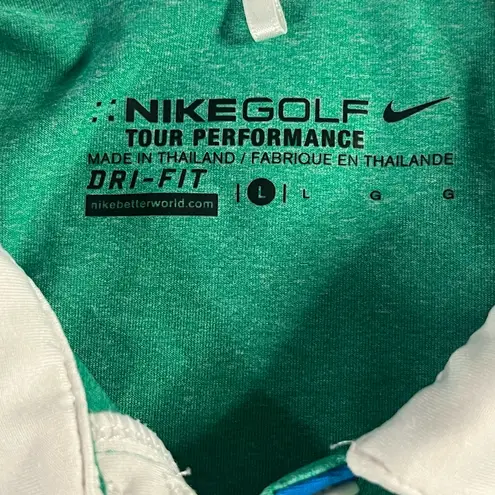 NIKEGOLF
TOUR PERFORMANCE
MADE IN THAILAND / FABRIQUE EN THAILANDE
DRI-FIT | L | L G G
nikebetterworld.com